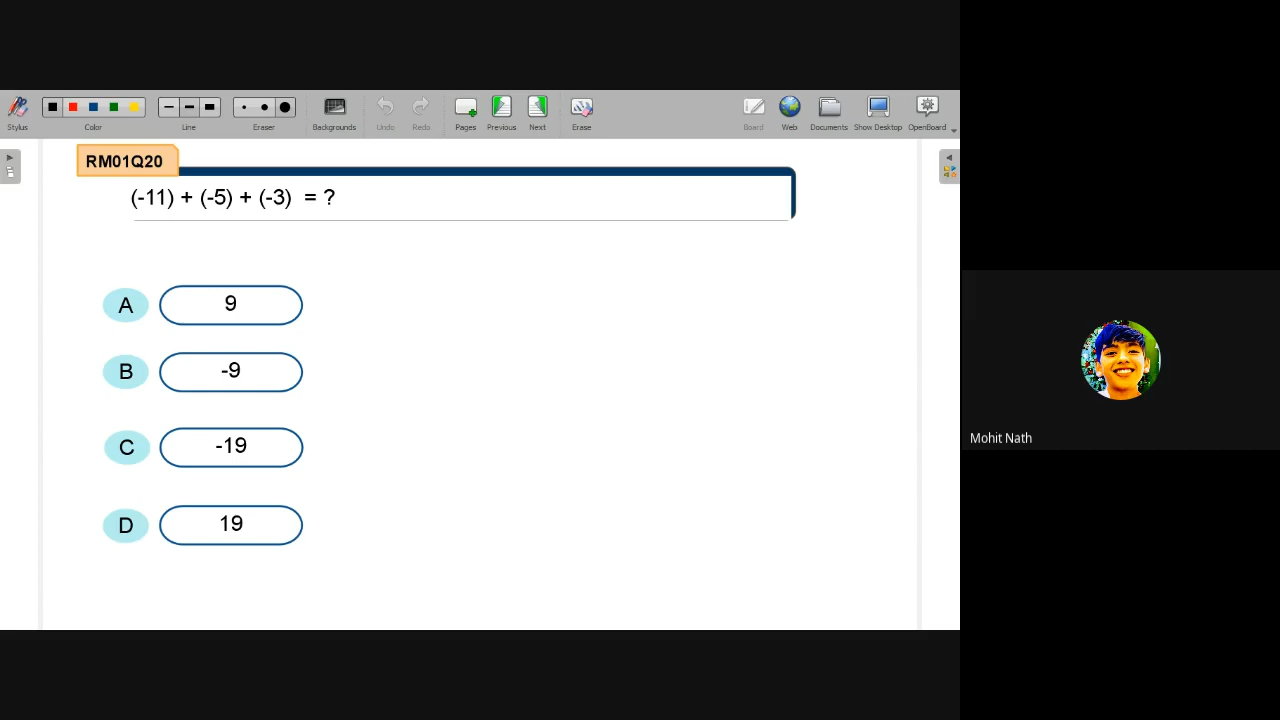 Stylus
Color
Line
Eraser
Backgrounds
Undo
Redo
Pages
Previous
Next
Erase
Board
Web
Documents
Show Desktop
OpenBoard
RM01Q20
(-11) + (-5) + (-3) = ?
A 9
B -9
C -19
D 19
Mohit Nath